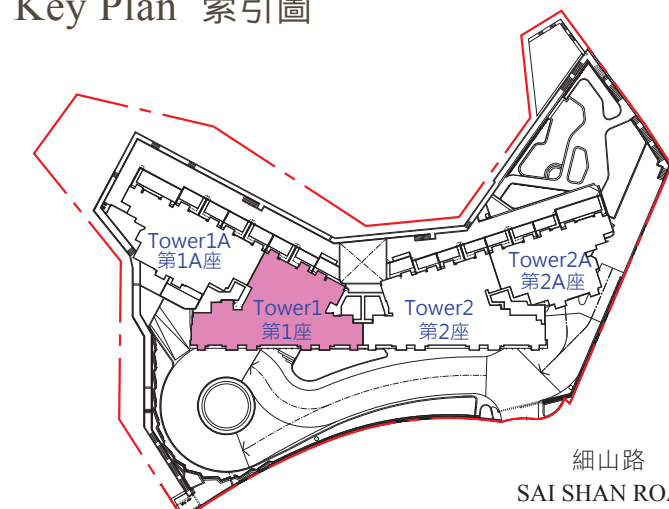 Key Plan 索引圖
Tower1A
第1A座
Tower2A
第2A座
Tower1
第1座
Tower2
第2座
細山路
SAI SHAN ROA